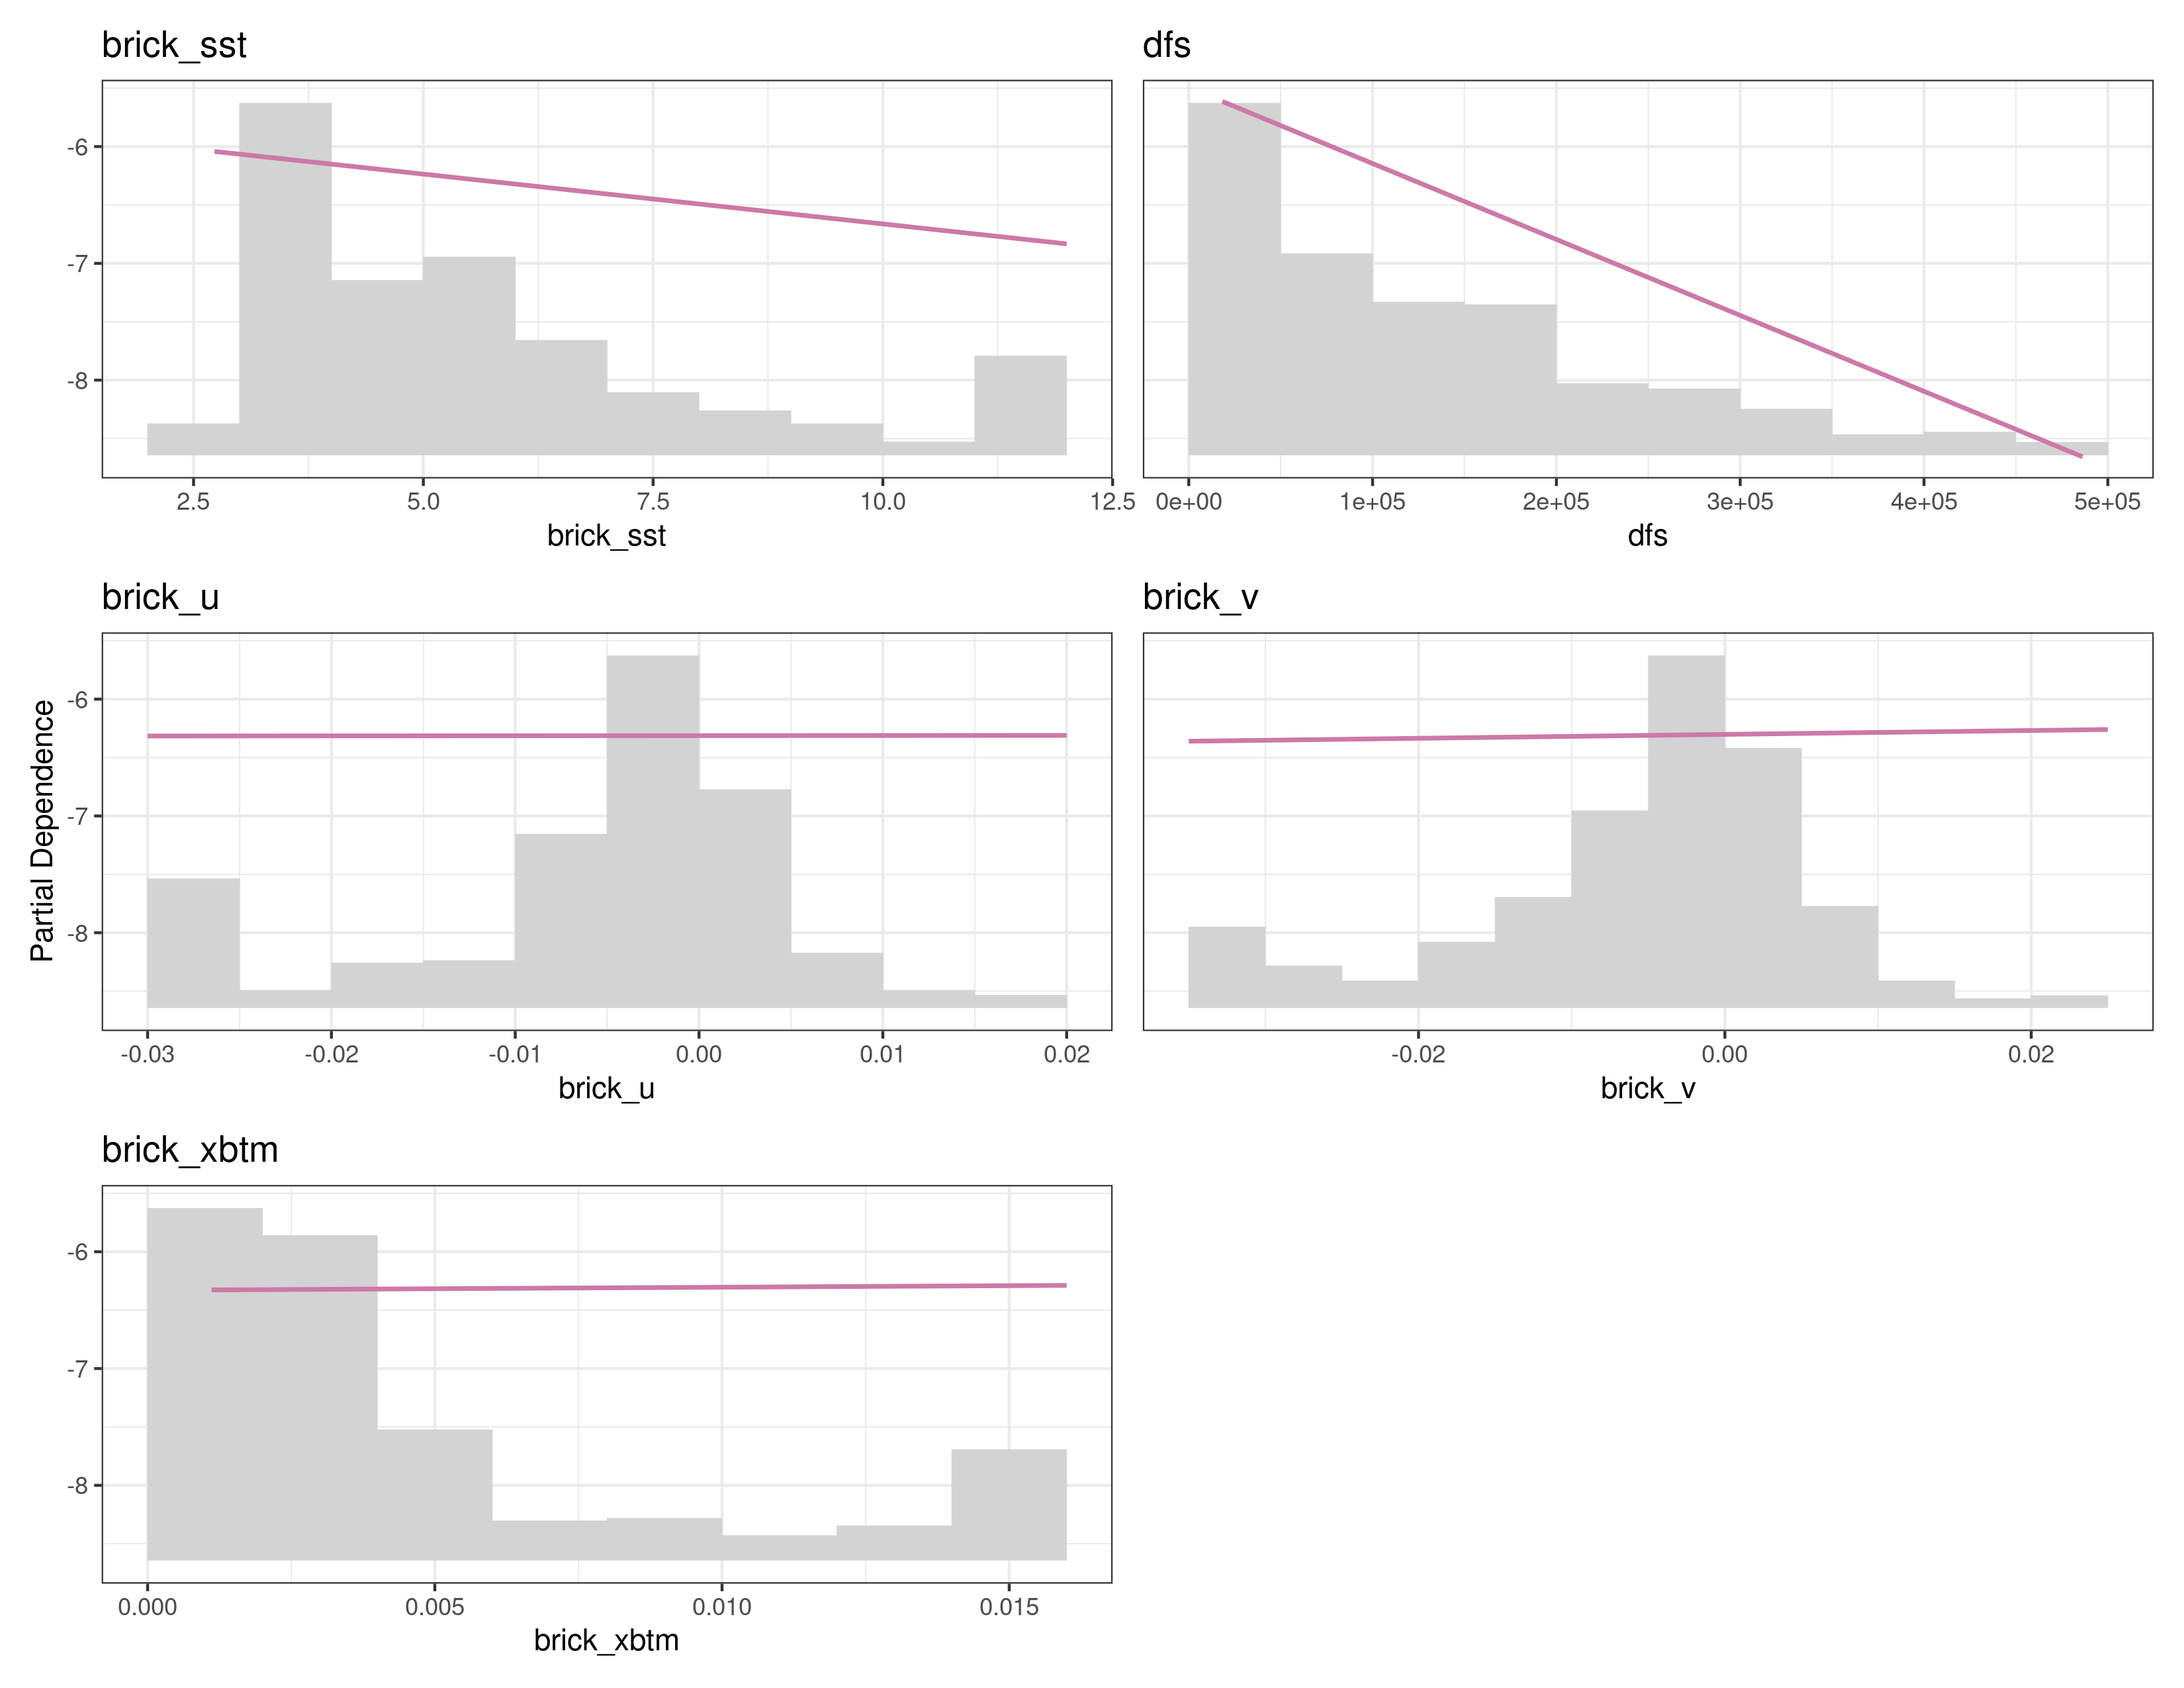 brick_sst
dfs
-6
-7
-8
2.5 5.0 7.5 10.0 12.5
0e+00 1e+05 2e+05 3e+05 4e+05 5e+05
brick_sst
dfs
brick_u
brick_v
Partial Dependence
-6
-7
-8
-0.03 -0.02 -0.01 0.00 0.01 0.02
-0.02 0.00 0.02
brick_u
brick_v
brick_xbtm
-6
-7
-8
0.000 0.005 0.010 0.015
brick_xbtm